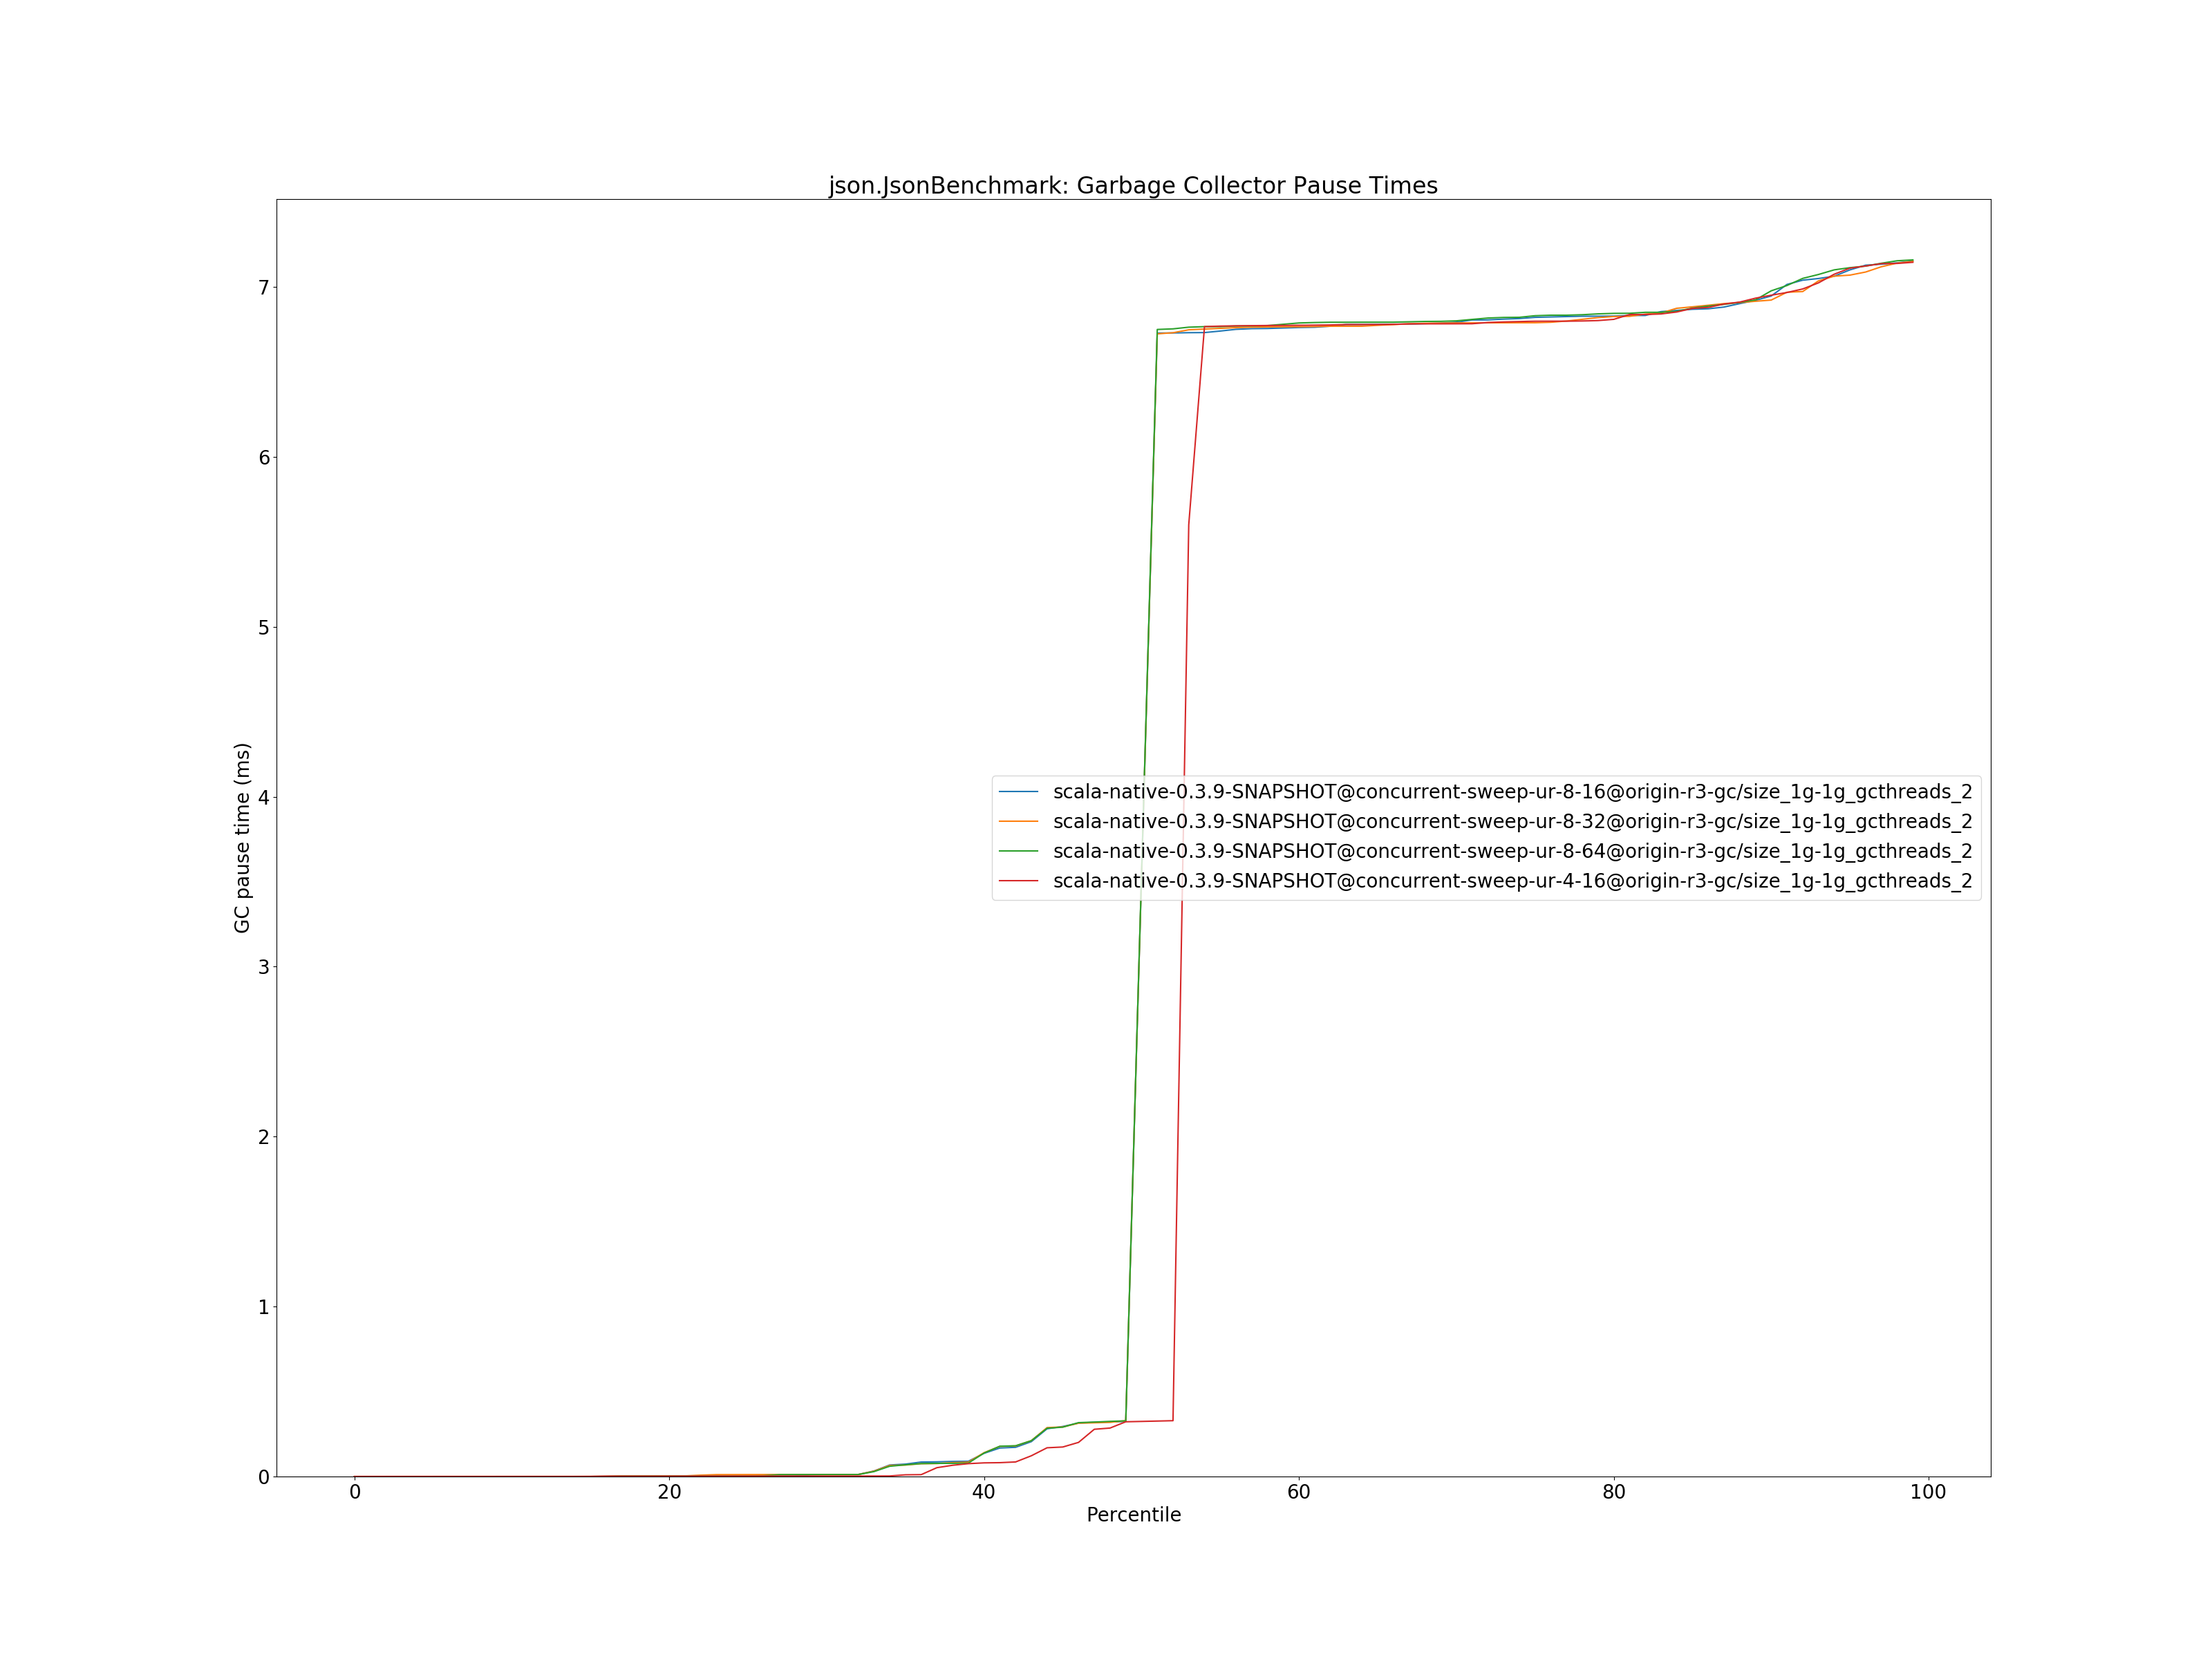 json.JsonBenchmark: Garbage Collector Pause Times
GC pause time (ms)
7
6
5
4
3
2
1
0
scala-native-0.3.9-SNAPSHOT@concurrent-sweep-ur-8-16@origin-r3-gc/size_1g-1g_gcthreads_2
scala-native-0.3.9-SNAPSHOT@concurrent-sweep-ur-8-32@origin-r3-gc/size_1g-1g_gcthreads_2
scala-native-0.3.9-SNAPSHOT@concurrent-sweep-ur-8-64@origin-r3-gc/size_1g-1g_gcthreads_2
scala-native-0.3.9-SNAPSHOT@concurrent-sweep-ur-4-16@origin-r3-gc/size_1g-1g_gcthreads_2
0 20 40 60 80 100
Percentile